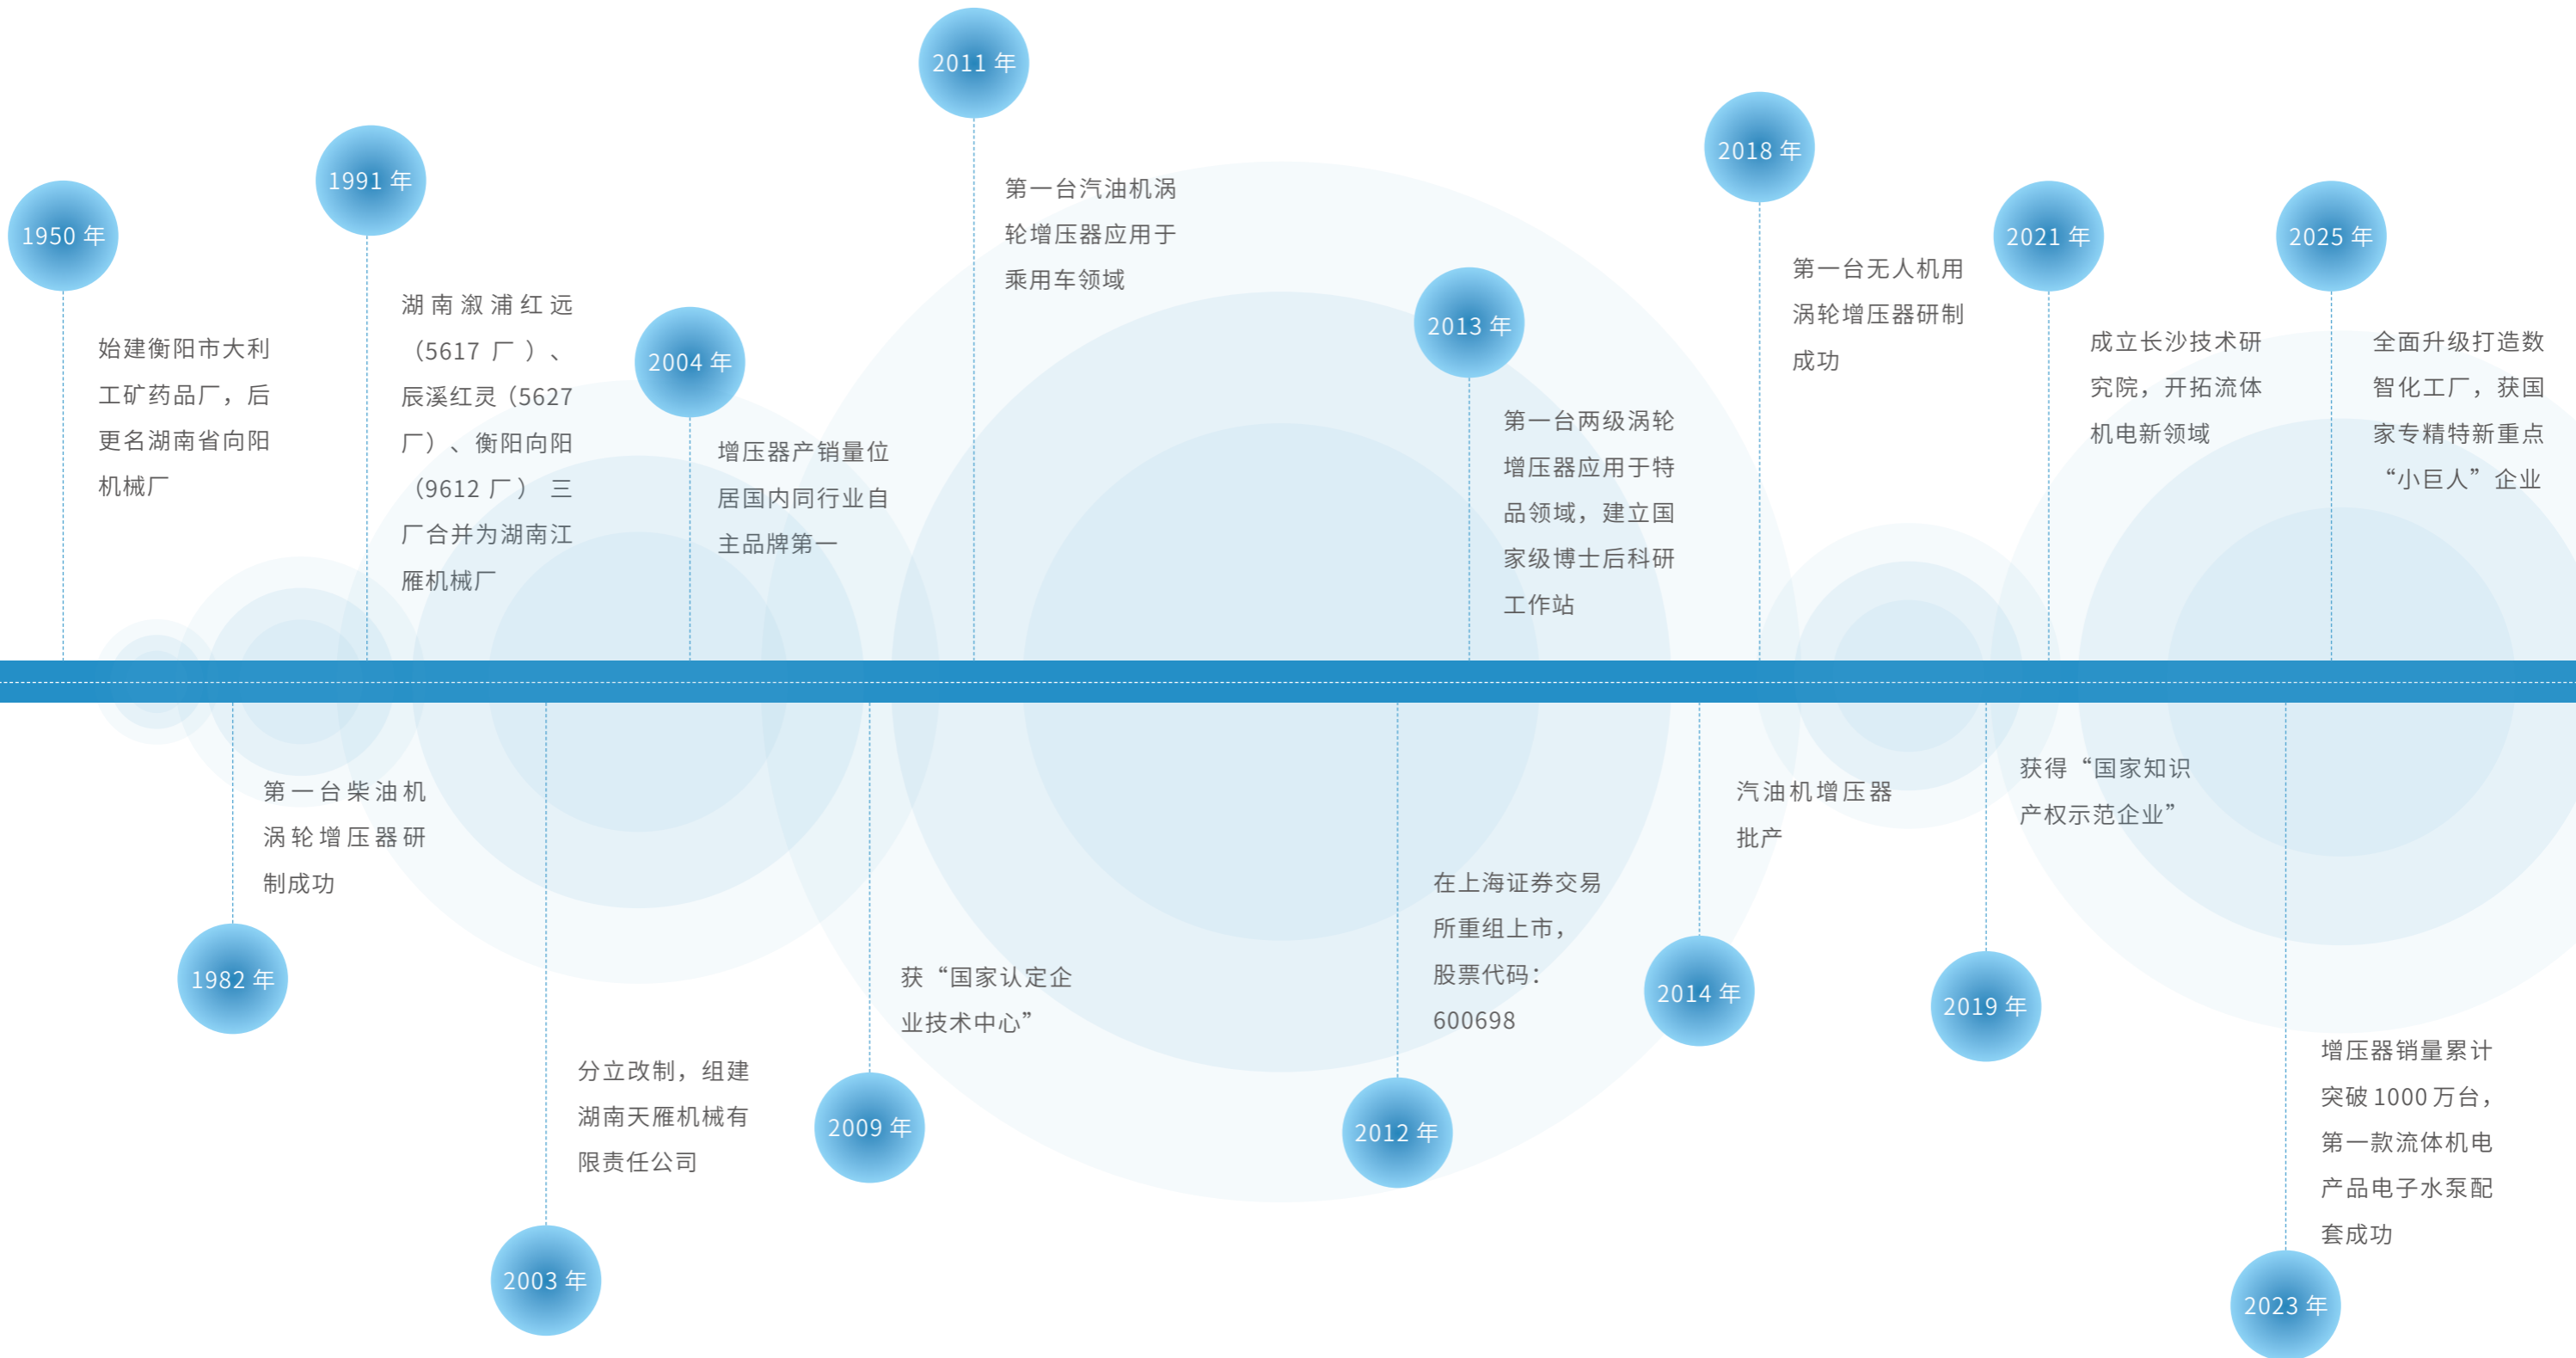 1950 年
始建衡阳市大利
工矿药品厂，后
更名湖南省向阳
机械厂
1982 年
第一台柴油机
涡轮增压器研
制成功
1991 年
湖南溆浦红远
（5617 厂）、
辰溪红灵（5627
厂）、衡阳向阳
（9612 厂） 三
厂合并为湖南江
雁机械厂
2003 年
分立改制，组建
湖南天雁机械有
限责任公司
2004 年
增压器产销量位
居国内同行业自
主品牌第一
2009 年
获“国家认定企
业技术中心”
2011 年
第一台汽油机涡
轮增压器应用于
乘用车领域
2012 年
在上海证券交易
所重组上市，
股票代码：
600698
2013 年
第一台两级涡轮
增压器应用于特
品领域，建立国
家级博士后科研
工作站
2014 年
汽油机增压器
批产
2018 年
第一台无人机用
涡轮增压器研制
成功
2019 年
获得“国家知识
产权示范企业”
2021 年
成立长沙技术研
究院，开拓流体
机电新领域
2023 年
增压器销量累计
突破 1000 万台，
第一款流体机电
产品电子水泵配
套成功
2025 年
全面升级打造数
智化工厂，获国
家专精特新重点
“小巨人”企业